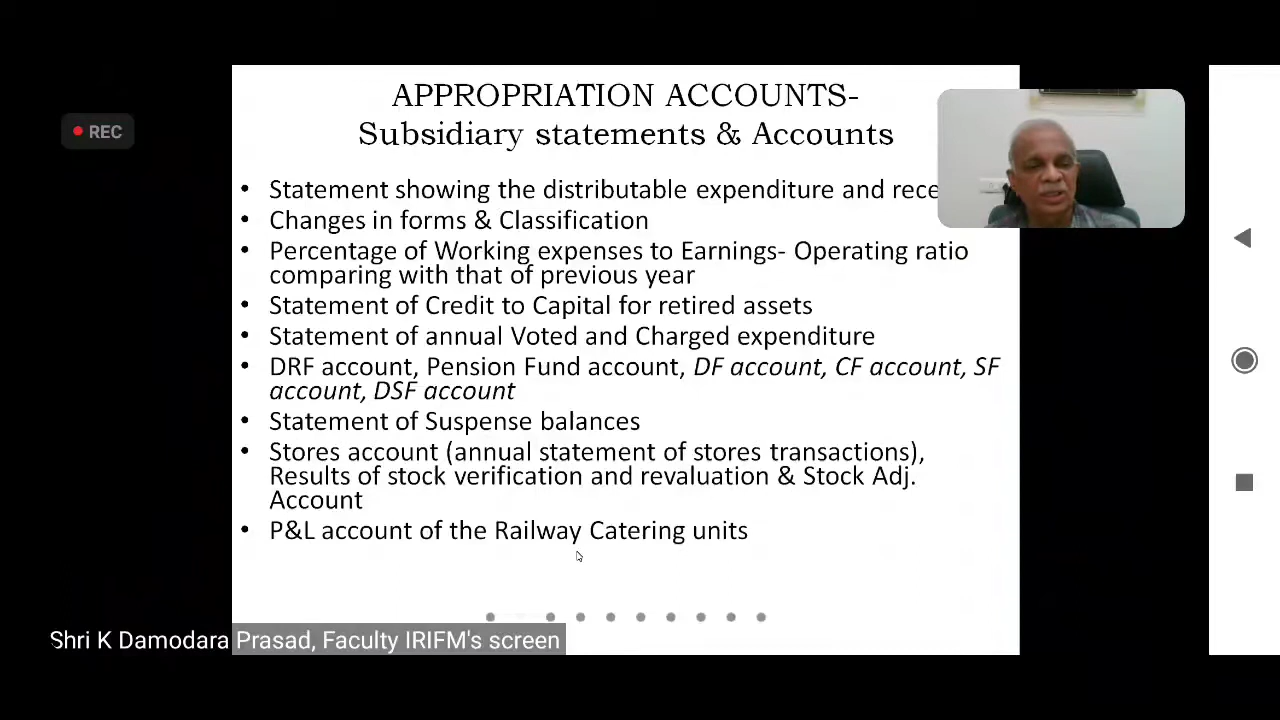 APPROPRIATION ACCOUNTS-
Subsidiary statements & Accounts
REC
• Statement showing the distributable expenditure and
• Changes in forms & Classification
• Percentage of Working expenses to Earnings- Operating ratio
comparing with that of previous year
• Statement of Credit to Capital for retired assets
• Statement of annual Voted and Charged expenditure
• DRF account, Pension Fund account, DF account, CF account, SF
account, DSF account
• Statement of Suspense balances
• Stores account (annual statement of stores transactions),
Results of stock verification and revaluation & Stock Adj.
Account
• P&L account of the Railway Catering units
Shri K Damodara Prasad, Faculty IRIFM's screen